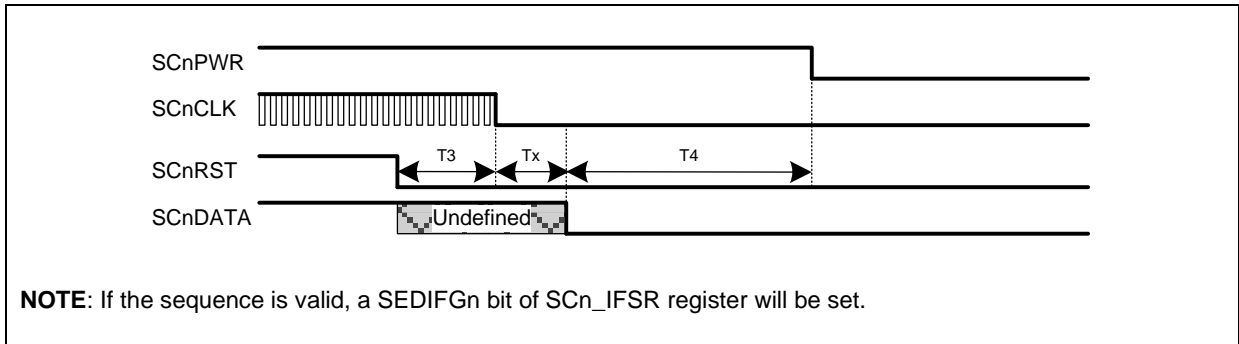 SCnPWR
SCnCLK
T3 Tx T4
SCnRST
SCnDATA Undefined
NOTE: If the sequence is valid, a SEDIFGn bit of SCn_IFSR register will be set.